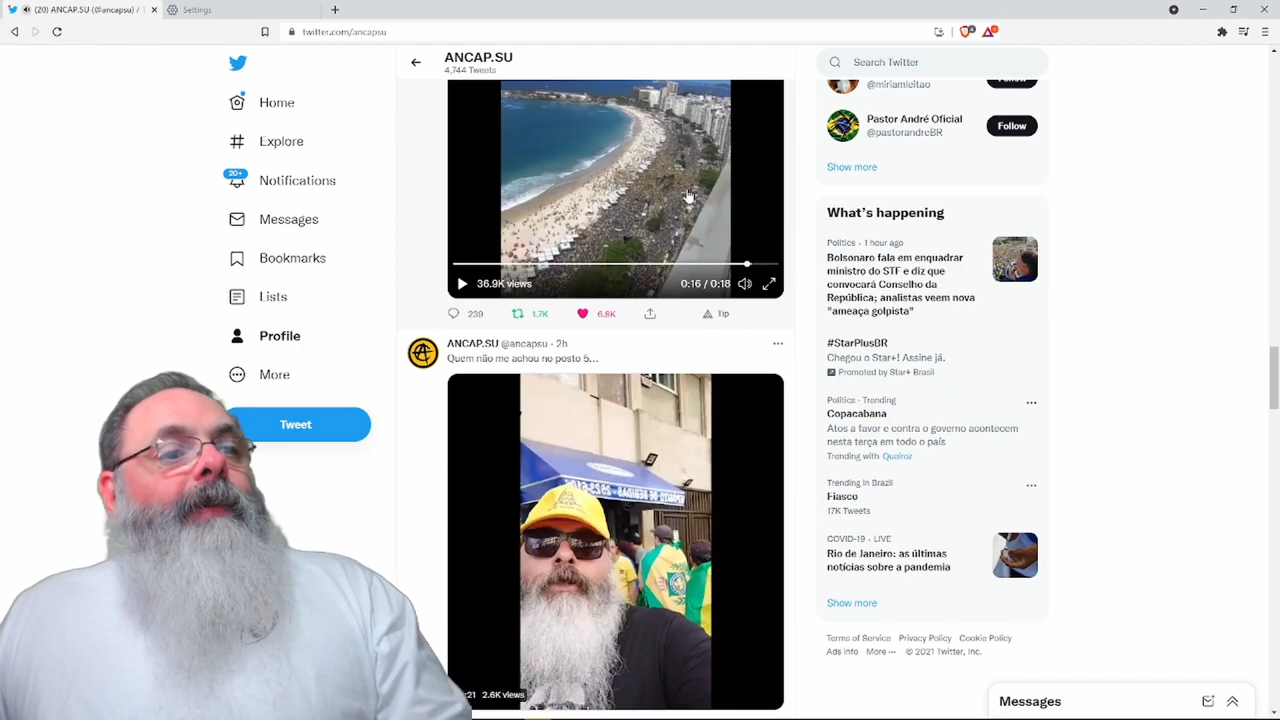 (20) ANCAP.SU (@ancapsu) /
Settings
twitter.com/ancapsu
ANCAP.SU
4,744 Tweets
Search Twitter
Home
Explore
20+
Notifications
Messages
Bookmarks
Lists
Profile
More
Tweet
36.9K views
0:16 / 0:18
239
1.7K
6.8K
Tip
ANCAP.SU @ancapsu · 2h
Quem não me achou no posto 5...
:21
2.6K views
@miriamleitao
Follow
Pastor André Oficial
@pastorandreBR
Follow
Show more
What's happening
Politics · 1 hour ago
Bolsonaro fala em enquadrar
ministro do STF e diz que
convocará Conselho da
República; analistas veem nova
"ameaça golpista"
#StarPlusBR
Chegou o Star+! Assine já.
Promoted by Star+ Brasil
Politics · Trending
Copacabana
Atos a favor e contra o governo acontecem
nesta terça em todo o país
Trending with Queiroz
Trending in Brazil
Fiasco
17K Tweets
COVID-19 · LIVE
Rio de Janeiro: as últimas
notícias sobre a pandemia
Show more
Terms of Service Privacy Policy Cookie Policy
Ads info More ··· © 2021 Twitter, Inc.
Messages